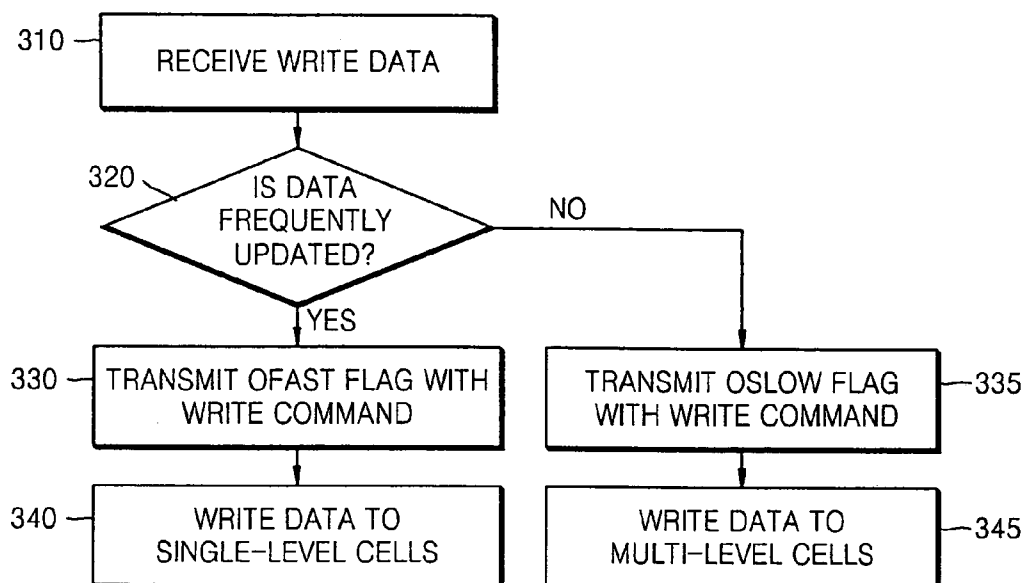 310
RECEIVE WRITE DATA
320
IS DATA
FREQUENTLY
UPDATED?
NO
YES
330
TRANSMIT OFAST FLAG WITH
WRITE COMMAND
TRANSMIT OSLOW FLAG
WITH WRITE COMMAND
335
340
WRITE DATA TO
SINGLE-LEVEL CELLS
WRITE DATA TO
MULTI-LEVEL CELLS
345